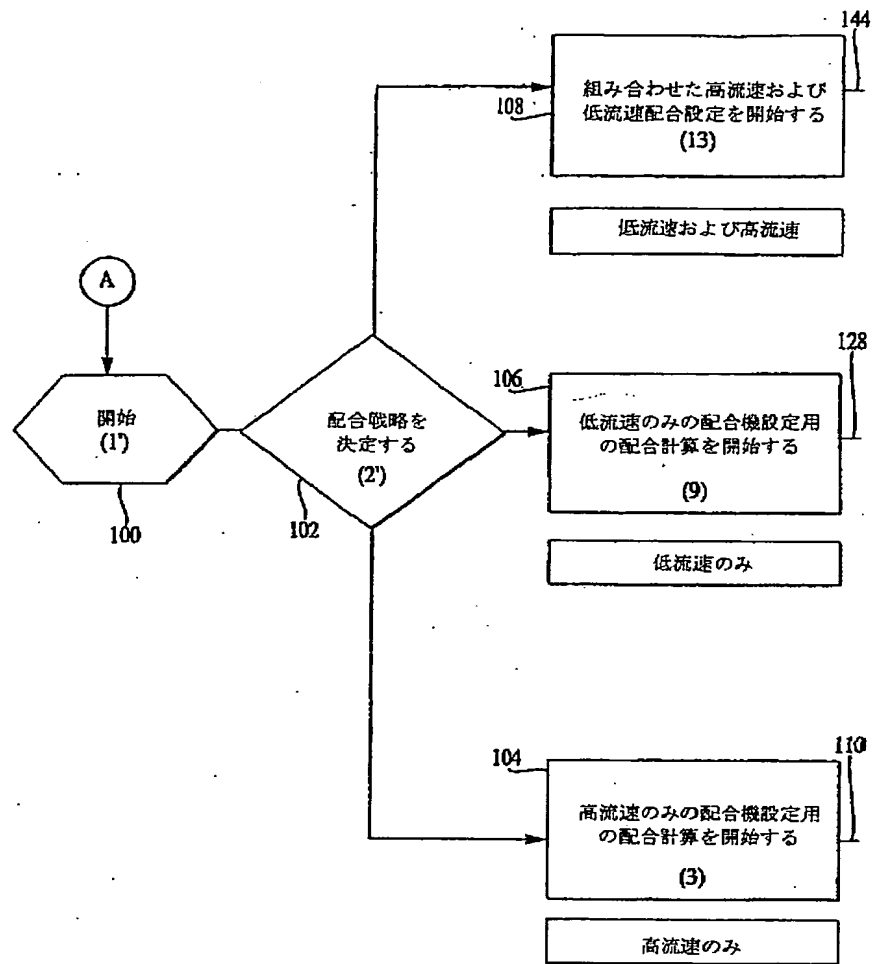 144
組み合わせた高流速および
低流速配合設定を開始する
(13)
108
低流速および高流速
A
開始
(1')
100
配合戦略を
決定する
(2')
102
128
106
低流速のみの配合機設定用
の配合計算を開始する
(9)
低流速のみ
110
104
高流速のみの配合機設定用
の配合計算を開始する
(3)
高流速のみ